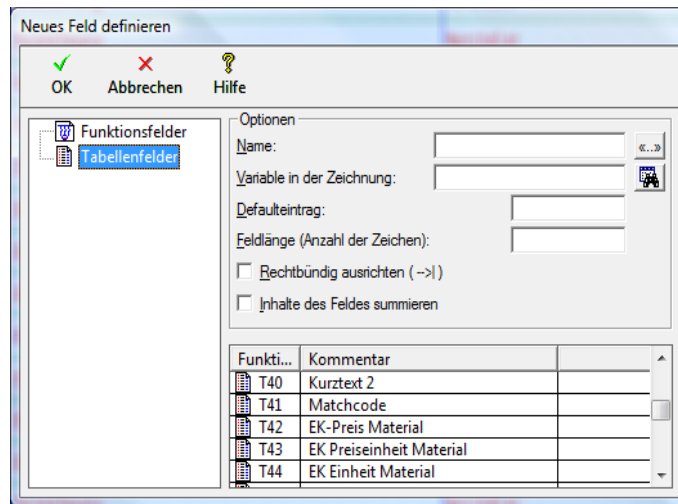 Neues Feld definieren
OK Abbrechen Hilfe
Funktionsfelder
Tabellenfelder
Optionen
Name:
«...»
Variable in der Zeichnung:
Defaulteintrag:
Feldlänge (Anzahl der Zeichen):
Rechtbündig ausrichten ( -->| )
Inhalte des Feldes summieren
Funkti... Kommentar
T40 Kurztext 2
T41 Matchcode
T42 EK-Preis Material
T43 EK Preiseinheit Material
T44 EK Einheit Material